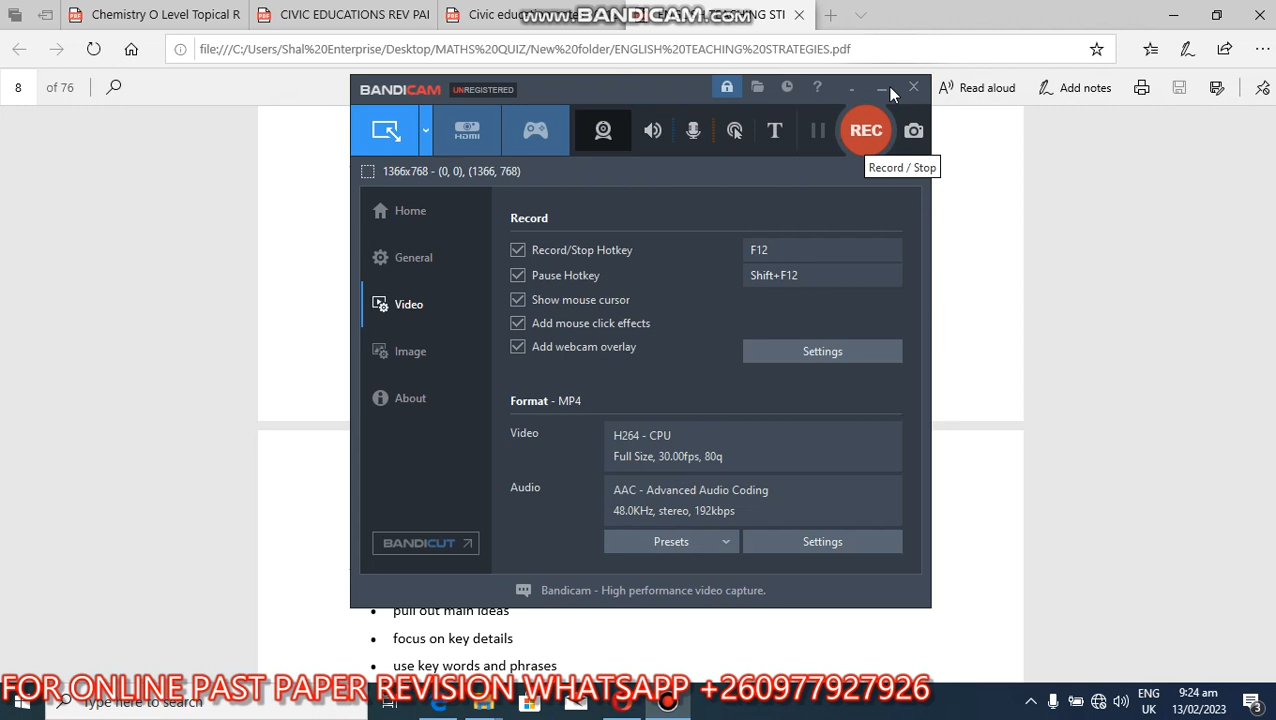 Chemistry O Level Topical R
CIVIC EDUCATIONS REV PAI
Civic educa
www.BANDICAM.com
NG STI
file:///C:/Users/Shal%20Enterprise/Desktop/MATHS%20QUIZ/New%20folder/ENGLISH%20TEACHING%20STRATEGIES.pdf
8 of 76
Read aloud
Add notes
BANDICAM UNREGISTERED
HDMI
REC
Record / Stop
1366x768 - (0, 0), (1366, 768)
Home
General
Video
Image
About
BANDICUT
Record
Record/Stop Hotkey F12
Pause Hotkey Shift+F12
Show mouse cursor
Add mouse click effects
Add webcam overlay
Settings
Format - MP4
Video
H264 - CPU
Full Size, 30.00fps, 80q
Audio
AAC - Advanced Audio Coding
48.0KHz, stereo, 192kbps
Presets
Settings
Bandicam - High performance video capture.
• pull out main ideas
• focus on key details
• use key words and phrases
FOR ONLINE PAST PAPER REVISION WHATSAPP +260977927926
Type here to search
ENG
UK
9:24 am
13/02/2023
3